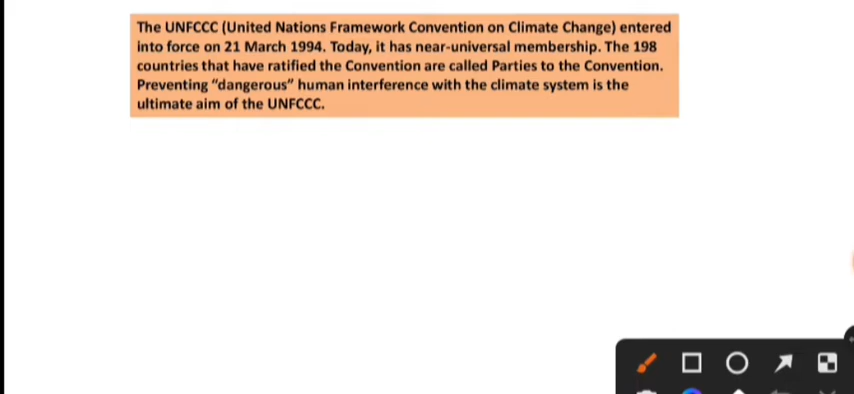 The UNFCCC (United Nations Framework Convention on Climate Change) entered
into force on 21 March 1994. Today, it has near-universal membership. The 198
countries that have ratified the Convention are called Parties to the Convention.
Preventing “dangerous” human interference with the climate system is the
ultimate aim of the UNFCCC.